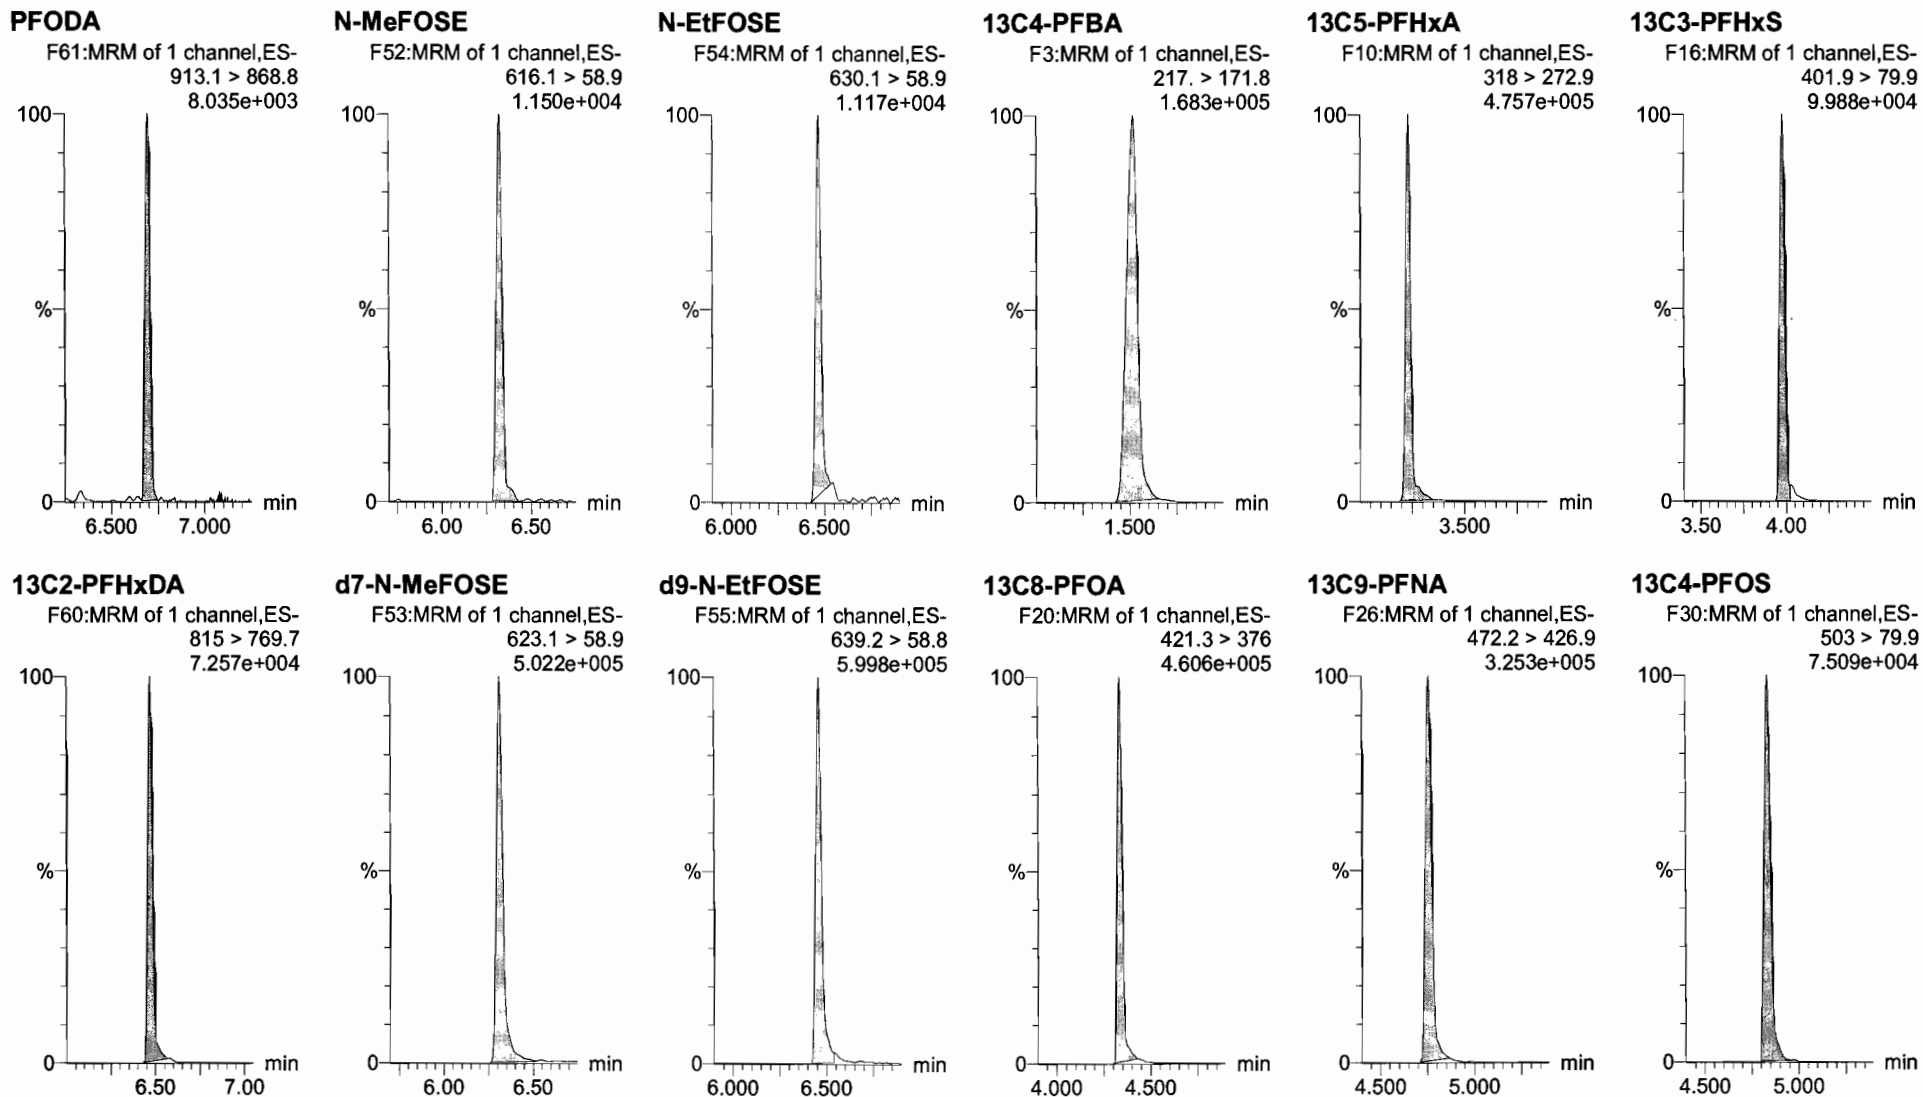 PFODA
F61:MRM of 1 channel,ES-
913.1 > 868.8
8.035e+003
100
%
0
6.500 7.000 min
N-MeFOSE
F52:MRM of 1 channel,ES-
616.1 > 58.9
1.150e+004
100
%
0
6.00 6.50 min
N-EtFOSE
F54:MRM of 1 channel,ES-
630.1 > 58.9
1.117e+004
100
%
0
6.000 6.500 min
13C4-PFBA
F3:MRM of 1 channel,ES-
217. > 171.8
1.683e+005
100
%
0
1.500 min
13C5-PFHxA
F10:MRM of 1 channel,ES-
318 > 272.9
4.757e+005
100
%
0
3.500 min
13C3-PFHxS
F16:MRM of 1 channel,ES-
401.9 > 79.9
9.988e+004
100
%
0
3.50 4.00 min
13C2-PFHxDA
F60:MRM of 1 channel,ES-
815 > 769.7
7.257e+004
100
%
0
6.50 7.00 min
d7-N-MeFOSE
F53:MRM of 1 channel,ES-
623.1 > 58.9
5.022e+005
100
%
0
6.00 6.50 min
d9-N-EtFOSE
F55:MRM of 1 channel,ES-
639.2 > 58.8
5.998e+005
100
%
0
6.000 6.500 min
13C8-PFOA
F20:MRM of 1 channel,ES-
421.3 > 376
4.606e+005
100
%
0
4.000 4.500 min
13C9-PFNA
F26:MRM of 1 channel,ES-
472.2 > 426.9
3.253e+005
100
%
0
4.500 5.000 min
13C4-PFOS
F30:MRM of 1 channel,ES-
503 > 79.9
7.509e+004
100
%
0
4.500 5.000 min